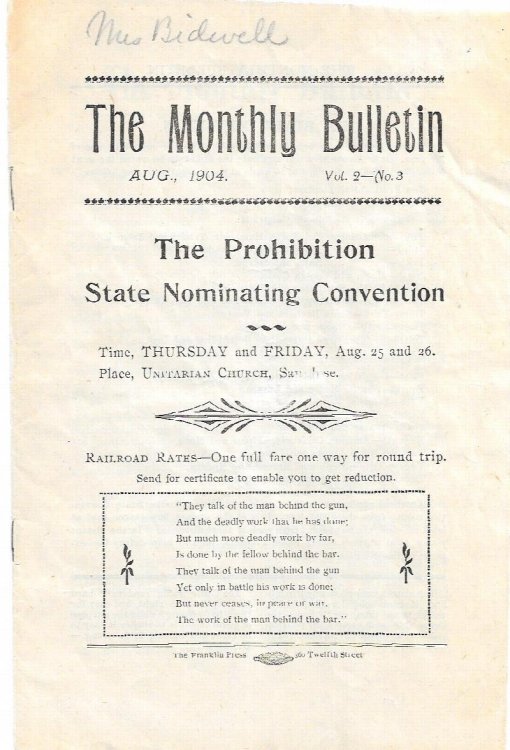 Mrs Bidwell
The Monthly Bulletin
AUG., 1904. Vol. 2—No. 3
The Prohibition
State Nominating Convention
Time, THURSDAY and FRIDAY, Aug. 25 and 26.
Place, UNITARIAN CHURCH, San Jose.
RAILROAD RATES—One full fare one way for round trip.
Send for certificate to enable you to get reduction.
"They talk of the man behind the gun,
And the deadly work that he has done;
But much more deadly work by far,
Is done by the fellow behind the bar.
They talk of the man behind the gun
Yet only in battle his work is done;
But never ceases, in peace or war,
The work of the man behind the bar."
The Franklin Press 360 Twelfth Street